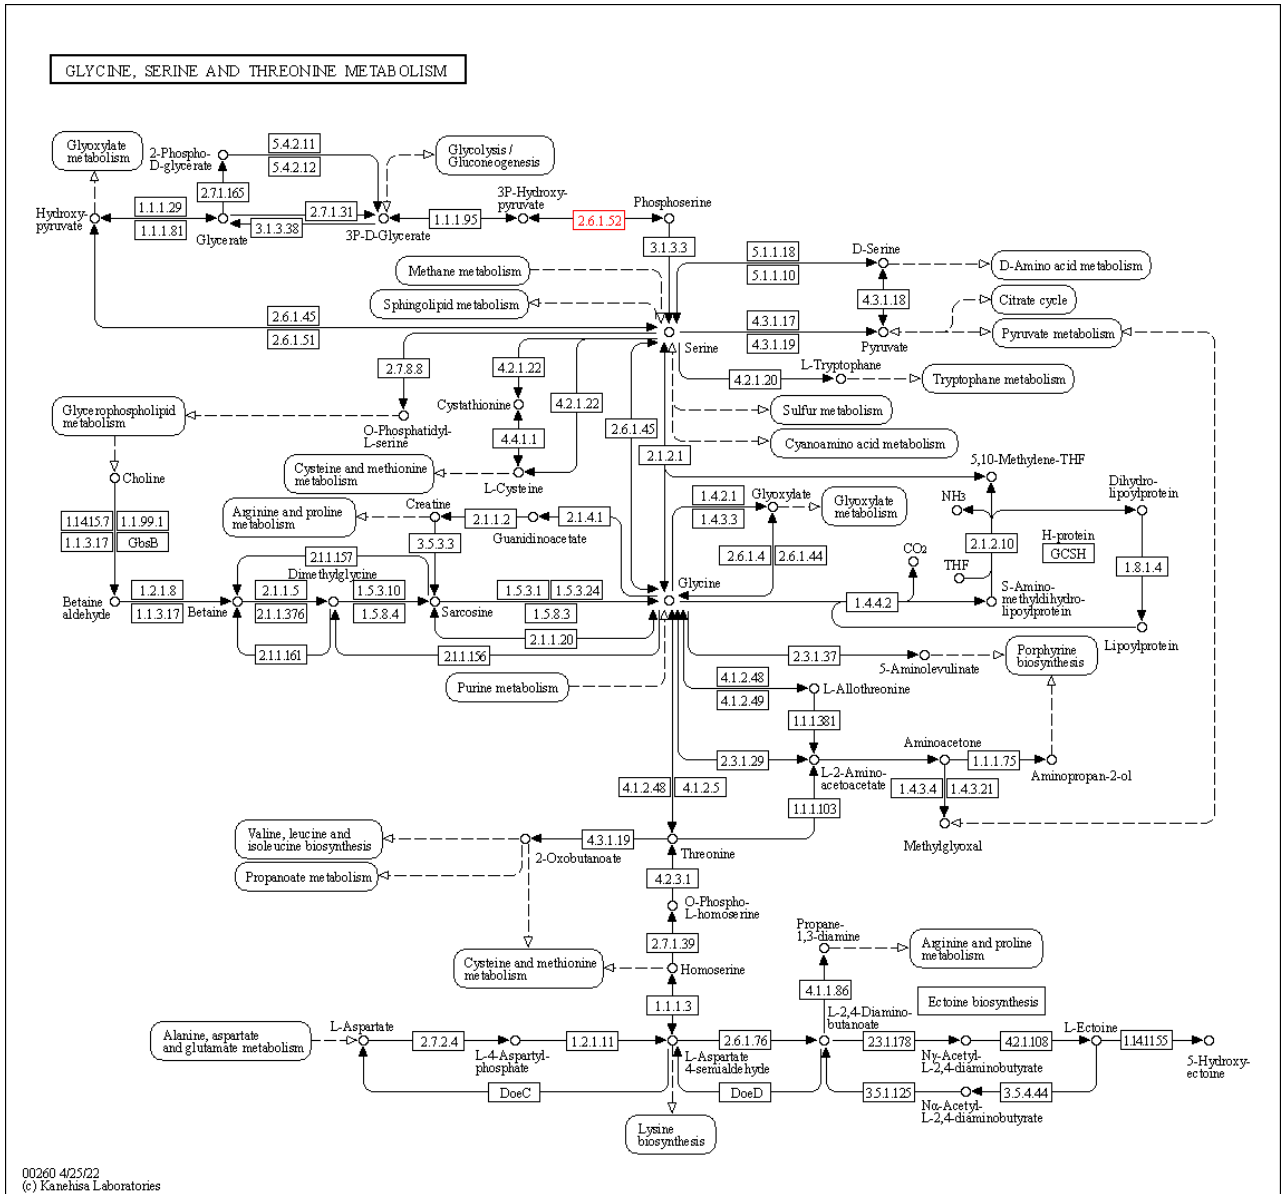 GLYCINE, SERINE AND THREONINE METABOLISM
Glyoxylate
metabolism
2-Phospho-
D-glycerate
5.4.2.11
5.4.2.12
Glycolysis /
Gluconeogenesis
2.7.1.165
Hydroxy-
pyruvate
1.1.1.29
1.1.1.81
Glycerate
2.7.1.31
3.1.3.38
3P-D-Glycerate
1.1.1.95
3P-Hydroxy-
pyruvate
2.6.1.52
Phosphoserine
3.1.3.3
Methane metabolism
Sphingolipid metabolism
5.1.1.18
5.1.1.10
D-Serine
D-Amino acid metabolism
4.3.1.18
Citrate cycle
2.6.1.45
2.6.1.51
Serine
4.3.1.17
4.3.1.19
Pyruvate
Pyruvate metabolism
2.7.8.8
4.2.1.22
4.2.1.20
L-Tryptophane
Tryptophane metabolism
Glycerophospholipid
metabolism
O-Phosphatidyl-
L-serine
Cystathionine
4.2.1.22
4.4.1.1
2.6.1.45
2.1.2.1
Sulfur metabolism
Cyanoamino acid metabolism
Choline
Cysteine and methionine
metabolism
L-Cysteine
5,10-Methylene-THF
1.14.15.7
1.1.99.1
1.1.3.17
GbsB
Arginine and proline
metabolism
Creatine
2.1.1.2
Guanidinoacetate
2.1.4.1
1.4.2.1
1.4.3.3
Glyoxylate
Glyoxylate
metabolism
NH3
Dihydro-
lipoylprotein
2.1.1.157
3.5.3.3
2.6.1.4
2.6.1.44
CO2
2.1.2.10
H-protein
GCSH
THF
1.8.1.4
Betaine
aldehyde
1.2.1.8
1.1.3.17
Betaine
2.1.1.5
2.1.1.376
Dimethylglycine
1.5.3.10
1.5.8.4
Sarcosine
1.5.3.1
1.5.3.24
1.5.8.3
Glycine
1.4.4.2
S-Amino-
methyldihydro-
lipoylprotein
Lipoylprotein
2.1.1.20
2.1.1.161
2.1.1.156
Purine metabolism
2.3.1.37
5-Aminolevulinate
Porphyrine
biosynthesis
4.1.2.48
4.1.2.49
L-Allothreonine
1.1.1.381
2.3.1.29
L-2-Amino-
acetoacetate
Aminoacetone
1.1.1.75
Aminopropan-2-ol
4.1.2.48
4.1.2.5
1.1.1.103
1.4.3.4
1.4.3.21
Methylglyoxal
Valine, leucine and
isoleucine biosynthesis
Propanoate metabolism
2-Oxobutanoate
4.3.1.19
Threonine
4.2.3.1
O-Phospho-
L-homoserine
2.7.1.39
Cysteine and methionine
metabolism
Homoserine
1.1.1.3
Propane-
1,3-diamine
Arginine and proline
metabolism
4.1.1.86
Ectoine biosynthesis
Alanine, aspartate
and glutamate metabolism
L-Aspartate
2.7.2.4
L-4-Aspartyl-
phosphate
1.2.1.11
L-Aspartate
4-semialdehyde
2.6.1.76
L-2,4-Diamino-
butanoate
2.3.1.178
Nγ-Acetyl-
L-2,4-diaminobutyrate
4.2.1.108
L-Ectoine
1.14.11.55
5-Hydroxy-
ectoine
DoeC
DoeD
3.5.1.125
Nα-Acetyl-
L-2,4-diaminobutyrate
3.5.4.44
Lysine
biosynthesis
00260 4/25/22
(c) Kanehisa Laboratories